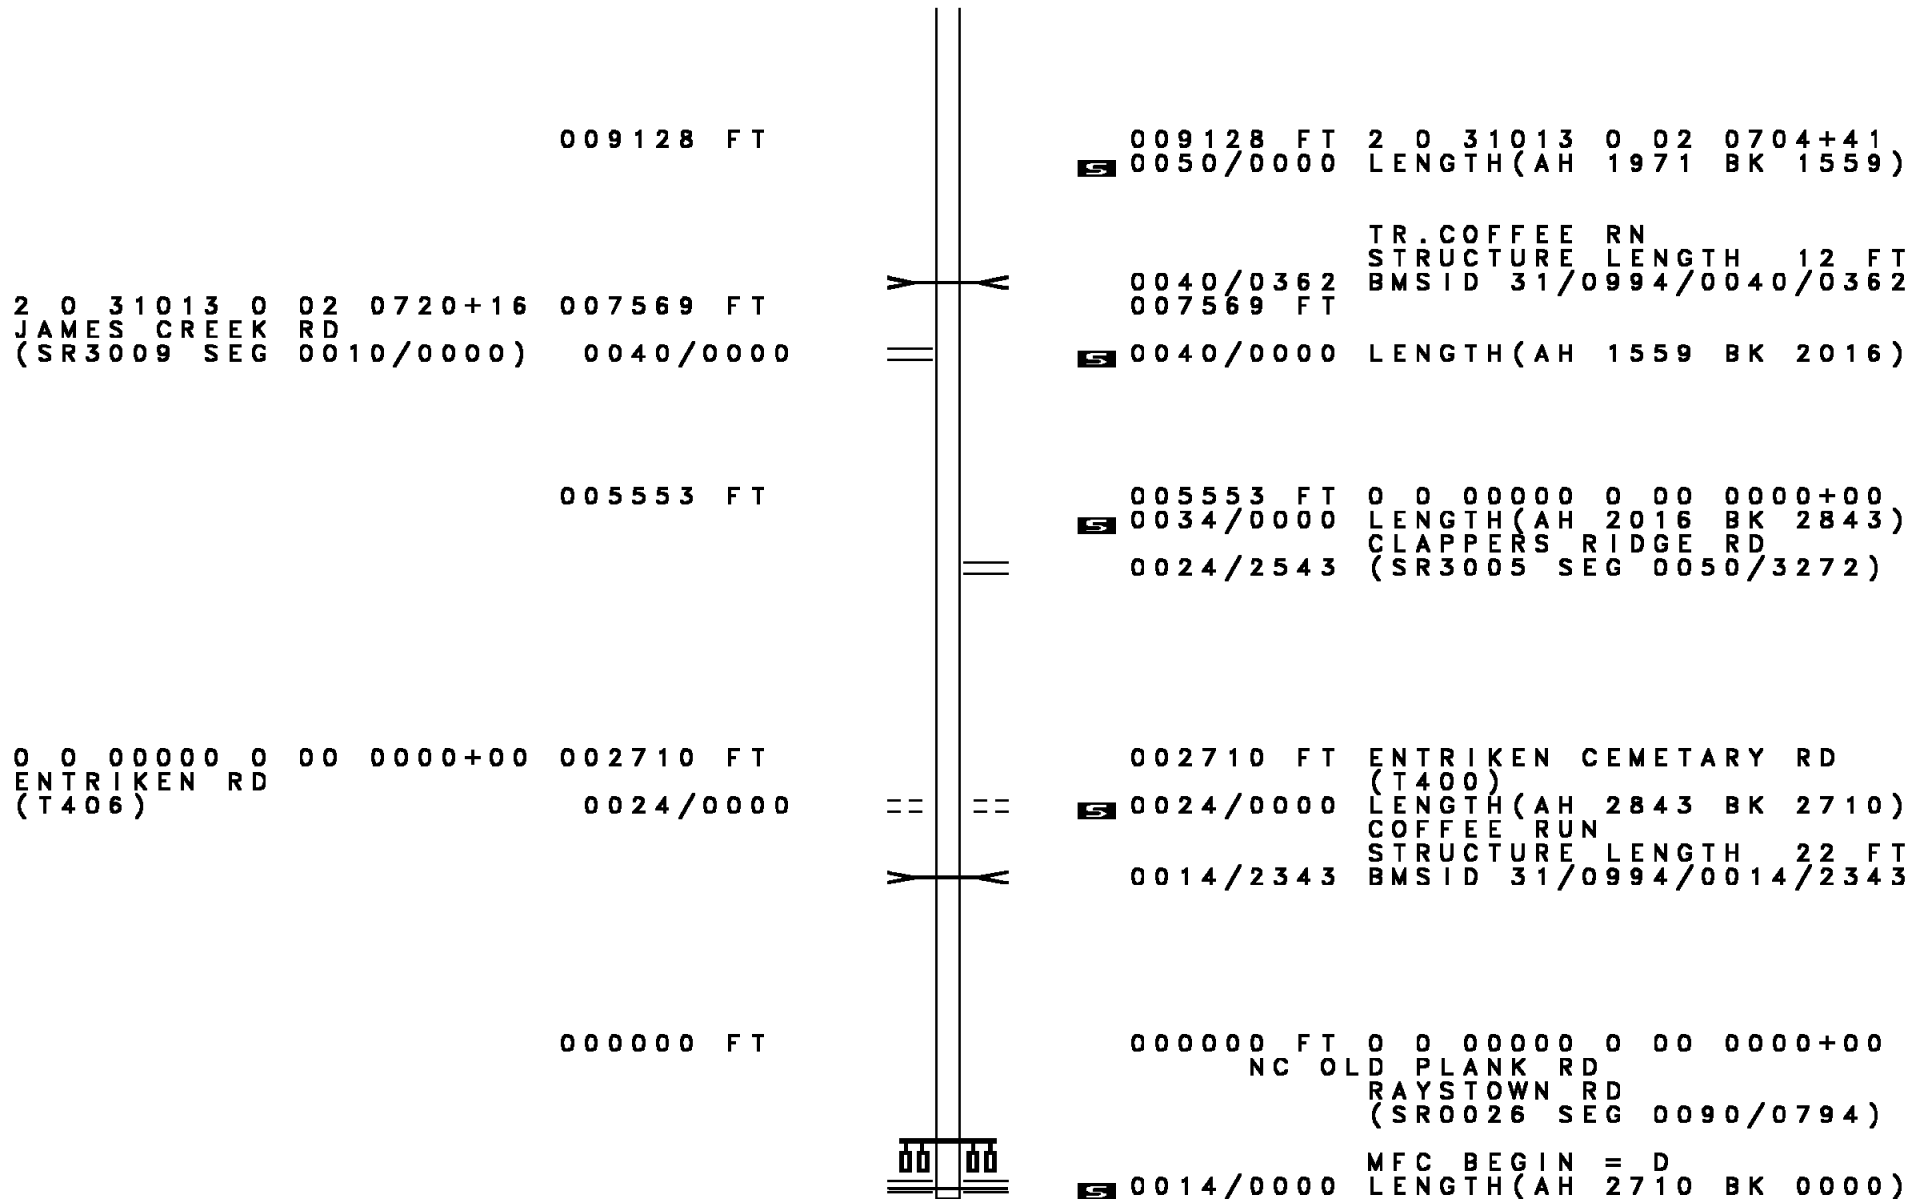 009128 FT 009128 FT 2 0 31013 0 02 0704+41
S 0050/0000 LENGTH(AH 1971 BK 1559)
TR.COFFEE RN
STRUCTURE LENGTH 12 FT
0040/0362 BMSID 31/0994/0040/0362
2 0 31013 0 02 0720+16 007569 FT 007569 FT
JAMES CREEK RD
(SR3009 SEG 0010/0000) 0040/0000 S 0040/0000 LENGTH(AH 1559 BK 2016)
005553 FT 005553 FT 0 0 00000 0 00 0000+00
S 0034/0000 LENGTH(AH 2016 BK 2843)
CLAPPERS RIDGE RD
0024/2543 (SR3005 SEG 0050/3272)
0 0 00000 0 00 0000+00 002710 FT 002710 FT ENTRIKEN CEMETARY RD
ENTRIKEN RD (T400)
(T406) 0024/0000 S 0024/0000 LENGTH(AH 2843 BK 2710)
COFFEE RUN
STRUCTURE LENGTH 22 FT
0014/2343 BMSID 31/0994/0014/2343
000000 FT 000000 FT 0 0 00000 0 00 0000+00
NC OLD PLANK RD
RAYSTOWN RD
(SR0026 SEG 0090/0794)
MFC BEGIN = D
S 0014/0000 LENGTH(AH 2710 BK 0000)